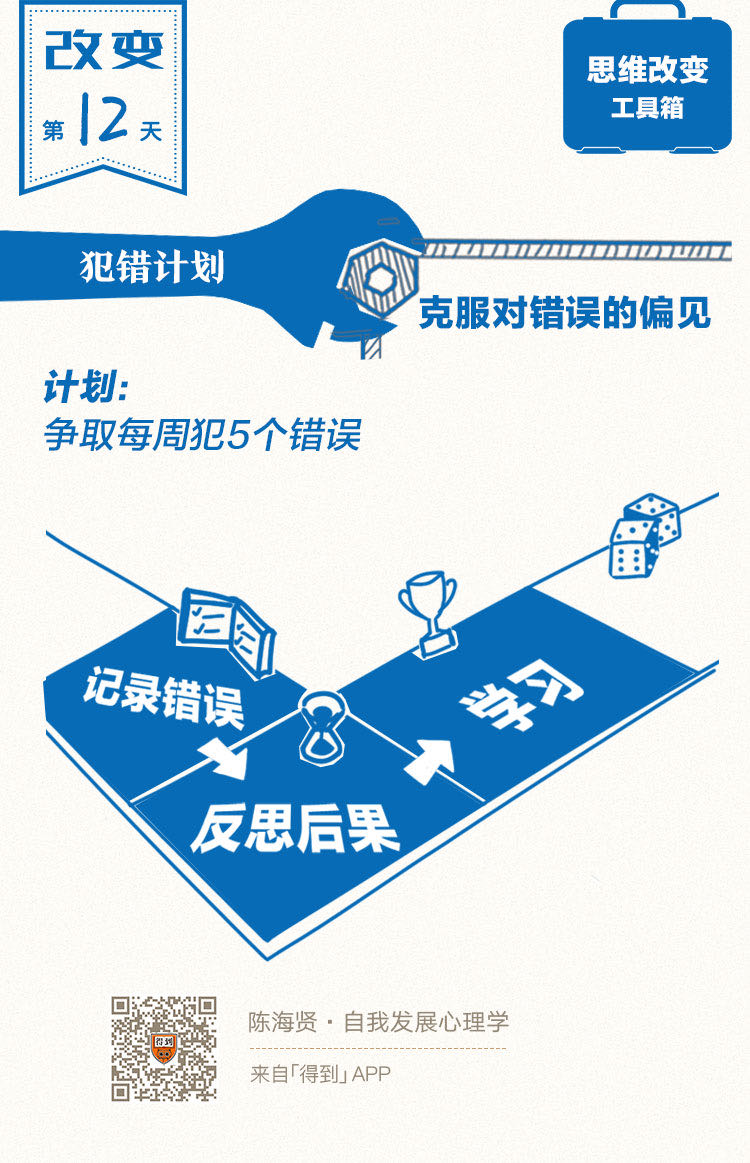 改变
第12天
思维改变
工具箱
犯错计划
克服对错误的偏见
计划:
争取每周犯5个错误
记录错误
反思后果
学习
得到
陈海贤·自我发展心理学
来自「得到」APP